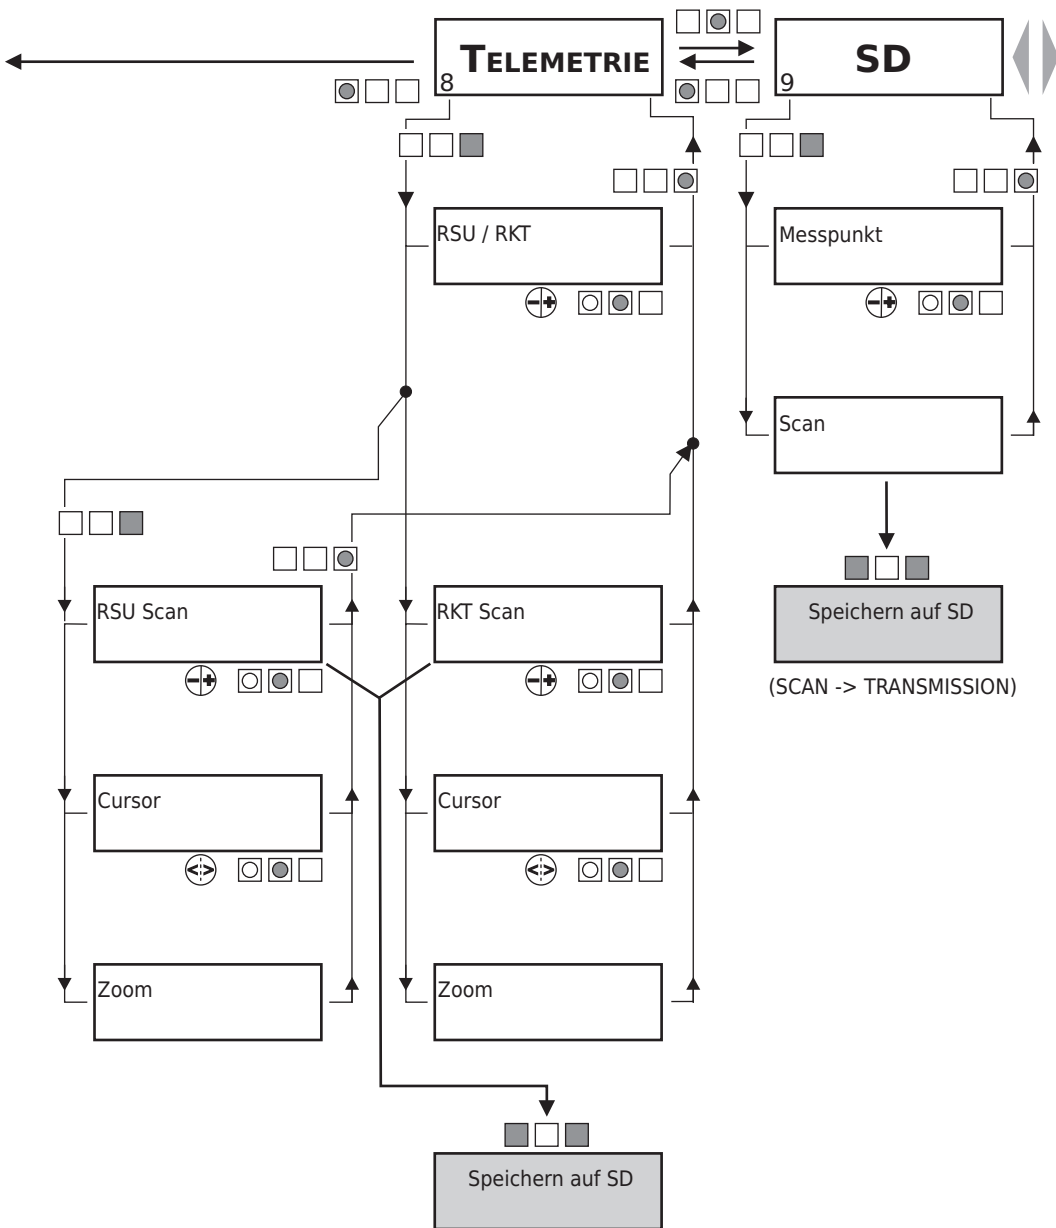 TELEMETRIE
8
SD
9
RSU / RKT
Messpunkt
Scan
RSU Scan
RKT Scan
Speichern auf SD
(SCAN -> TRANSMISSION)
Cursor
Cursor
Zoom
Zoom
Speichern auf SD